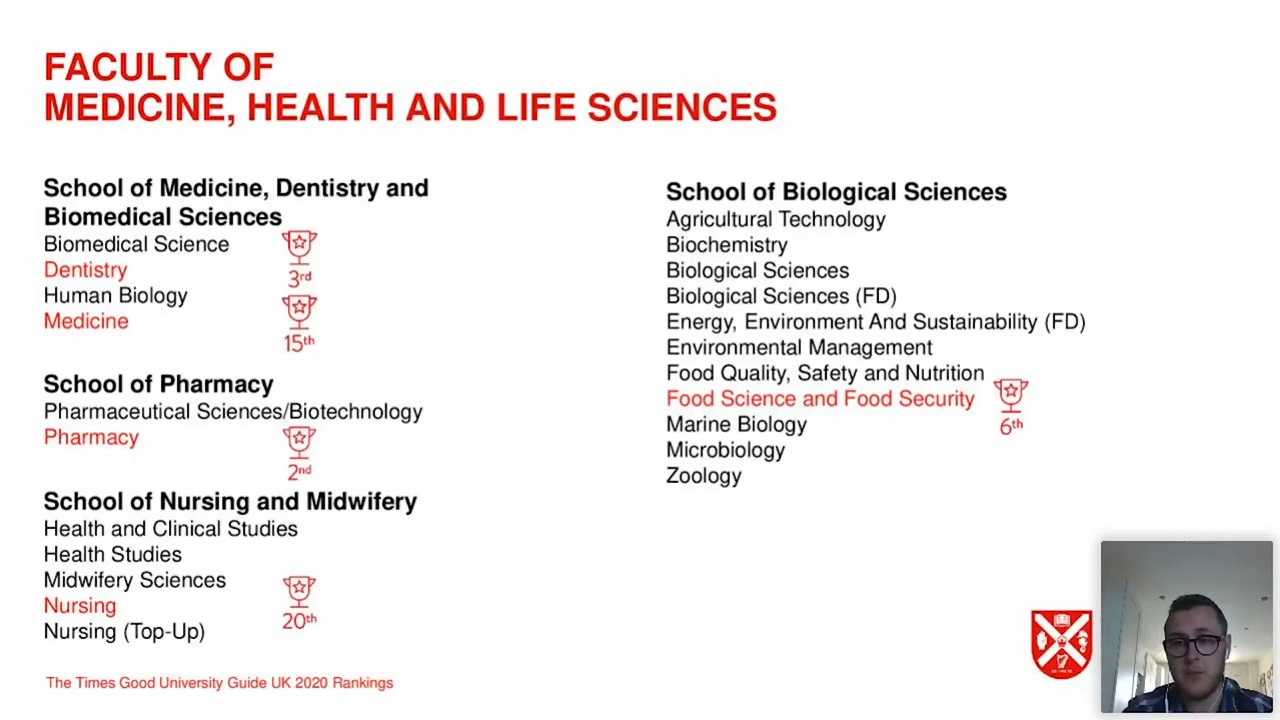 FACULTY OF
MEDICINE, HEALTH AND LIFE SCIENCES
School of Medicine, Dentistry and
Biomedical Sciences
Biomedical Science
Dentistry
3rd
Human Biology
Medicine
15th
School of Pharmacy
Pharmaceutical Sciences/Biotechnology
Pharmacy
2nd
School of Nursing and Midwifery
Health and Clinical Studies
Health Studies
Midwifery Sciences
Nursing
20th
Nursing (Top-Up)
The Times Good University Guide UK 2020 Rankings
School of Biological Sciences
Agricultural Technology
Biochemistry
Biological Sciences
Biological Sciences (FD)
Energy, Environment And Sustainability (FD)
Environmental Management
Food Quality, Safety and Nutrition
Food Science and Food Security
6th
Marine Biology
Microbiology
Zoology